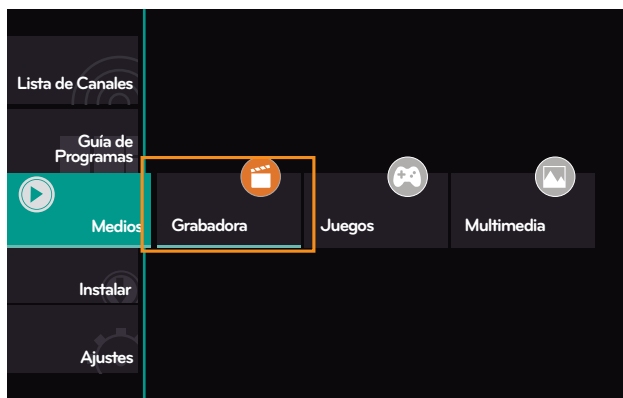 Lista de Canales
Guía de
Programas
Medios
Grabadora
Juegos
Multimedia
Instalar
Ajustes